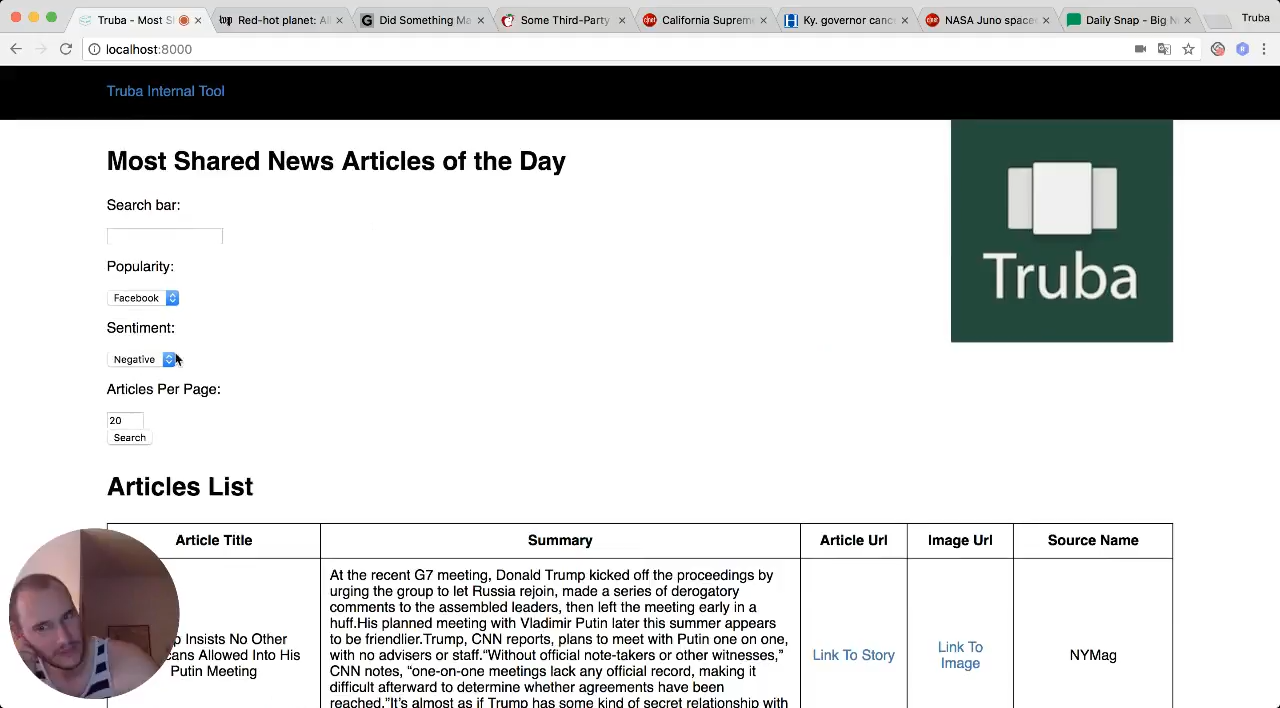 Truba - Most S
Red-hot planet: All
Did Something Ma
Some Third-Party
California Supreme
Ky. governor canc
NASA Juno space
Daily Snap - Big N
Truba
localhost:8000
Truba Internal Tool
Most Shared News Articles of the Day
Search bar:
Popularity:
Facebook
Sentiment:
Negative
Articles Per Page:
20
Search
Truba
Articles List
Article Title
Summary
Article Url
Image Url
Source Name
p Insists No Other
cans Allowed Into His
Putin Meeting
At the recent G7 meeting, Donald Trump kicked off the proceedings by
urging the group to let Russia rejoin, made a series of derogatory
comments to the assembled leaders, then left the meeting early in a
huff.His planned meeting with Vladimir Putin later this summer appears
to be friendlier.Trump, CNN reports, plans to meet with Putin one on one,
with no advisers or staff.“Without official note-takers or other witnesses,”
CNN notes, “one-on-one meetings lack any official record, making it
difficult afterward to determine whether agreements have been
reached.”It’s almost as if Trump has some kind of secret relationship with
Link To Story
Link To
Image
NYMag